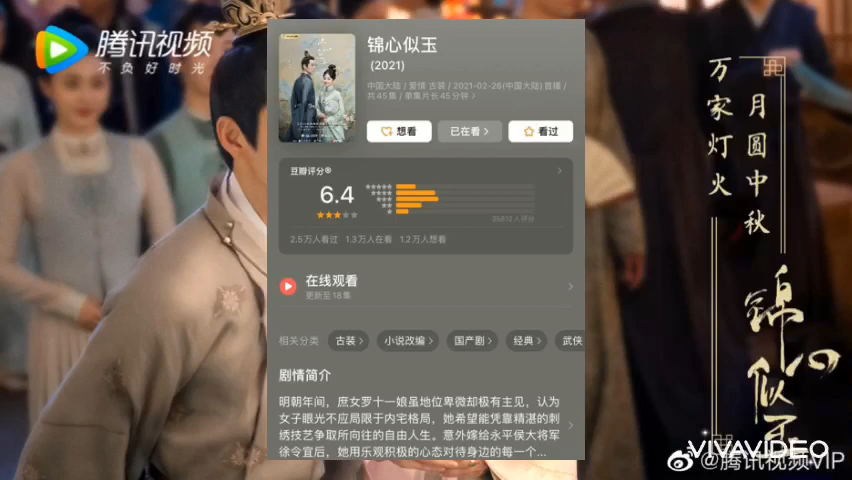 腾讯视频
不负好时光
锦心似玉
(2021)
中国大陆 / 爱情 古装 / 2021-02-26(中国大陆) 首播 /
共45集 / 单集片长45分钟 >
想看
已在看 >
看过
豆瓣评分®
6.4
35812人评分
2.5万人看过 1.3万人在看 1.2万人想看
在线观看
更新至18集
相关分类
古装 >
小说改编 >
国产剧 >
经典 >
武侠
剧情简介
明朝年间，庶女罗十一娘虽地位卑微却极有主见，认为
女子眼光不应局限于内宅格局，她希望能凭靠精湛的刺
绣技艺争取所向往的自由人生。意外嫁给永平侯大将军
徐令宜后，她用乐观积极的心态对待身边的每一个...
月圆中秋
万家灯火
锦心似玉
VIVAVIDEO
@腾讯视频VIP